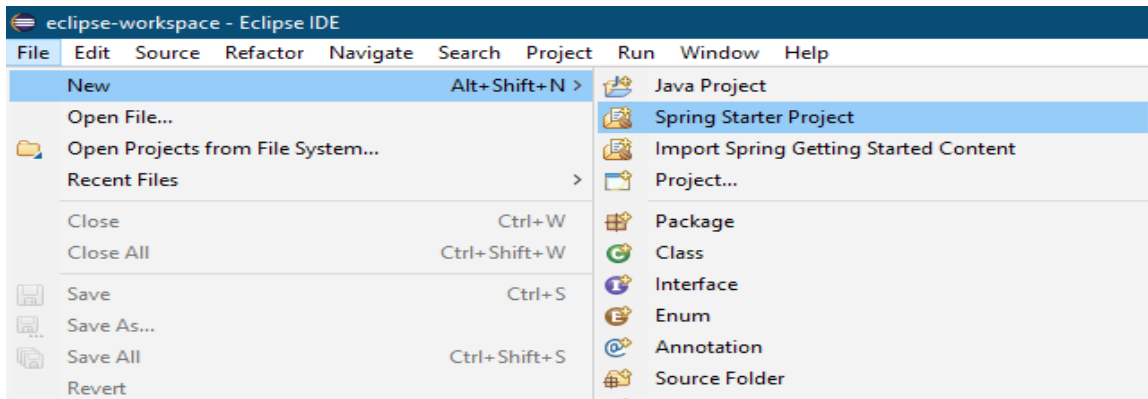 eclipse-workspace - Eclipse IDE
File Edit Source Refactor Navigate Search Project Run Window Help
New Alt+Shift+N >
Open File...
Open Projects from File System...
Recent Files >
Close Ctrl+W
Close All Ctrl+Shift+W
Save Ctrl+S
Save As...
Save All Ctrl+Shift+S
Revert
Java Project
Spring Starter Project
Import Spring Getting Started Content
Project...
Package
Class
Interface
Enum
Annotation
Source Folder